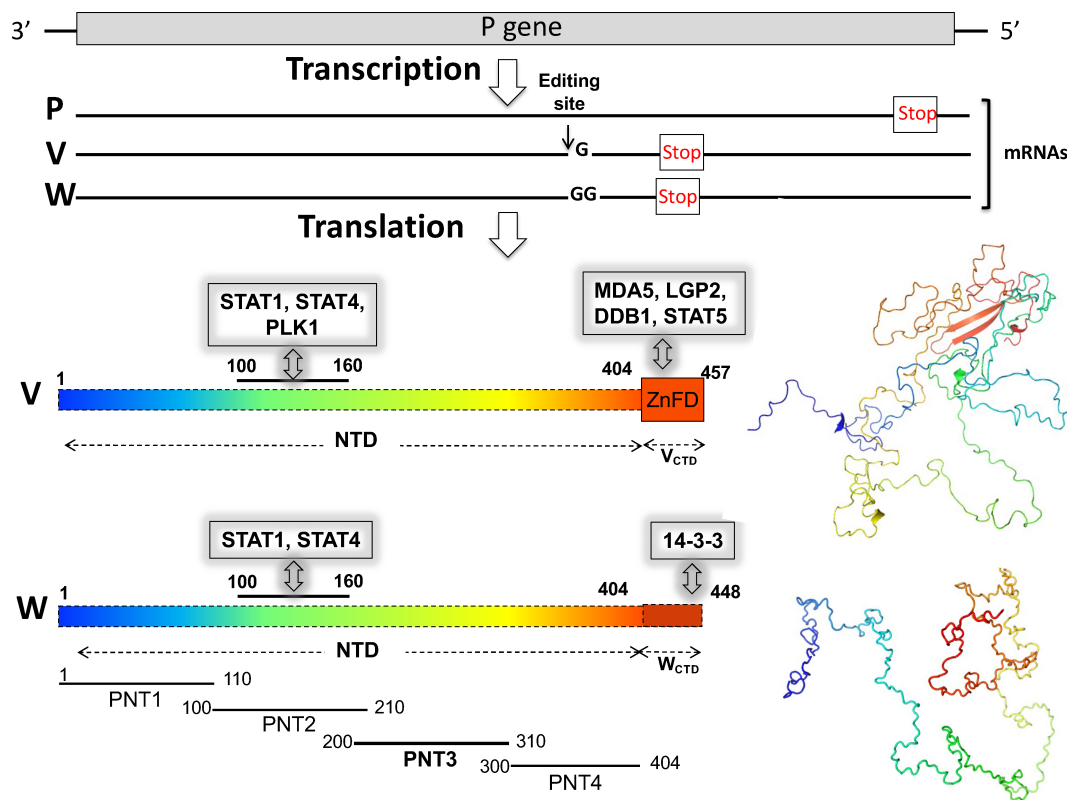 3’ P gene 5’
Transcription
Editing
site
P Stop
V G Stop
mRNAs
W GG Stop
Translation
STAT1, STAT4,
PLK1
MDA5, LGP2,
DDB1, STAT5
1 100 160 404 457
V ZnFD
NTD VCTD
STAT1, STAT4
14-3-3
1 100 160 404 448
W
NTD WCTD
1 110
PNT1
100 210
PNT2
200 310
PNT3
300 404
PNT4